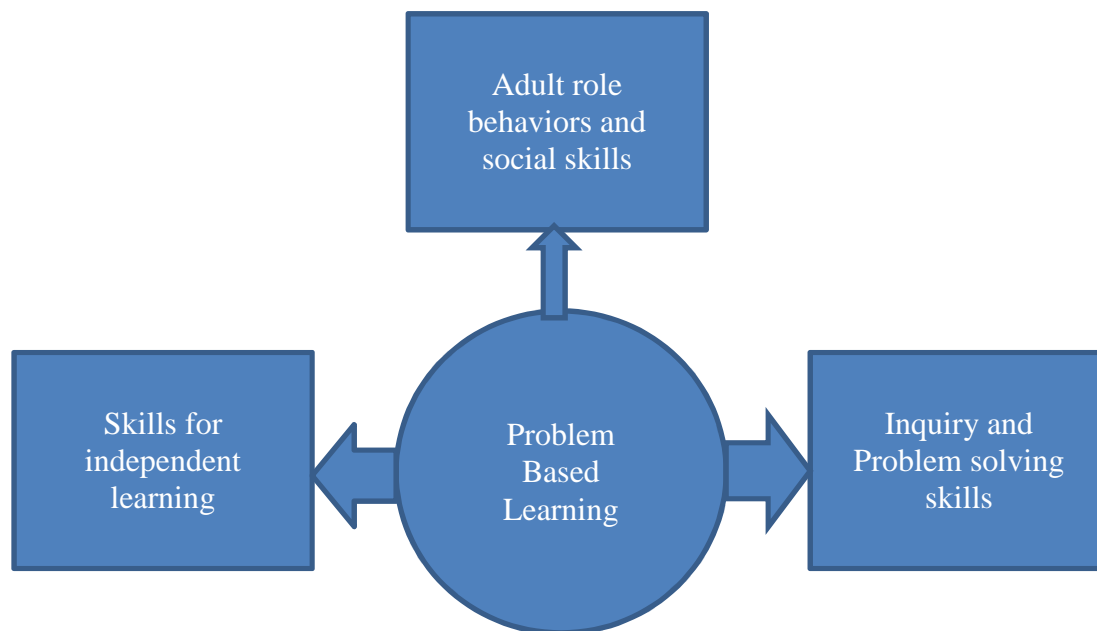 Adult role
behaviors and
social skills
Skills for
independent
learning
Problem
Based
Learning
Inquiry and
Problem solving
skills